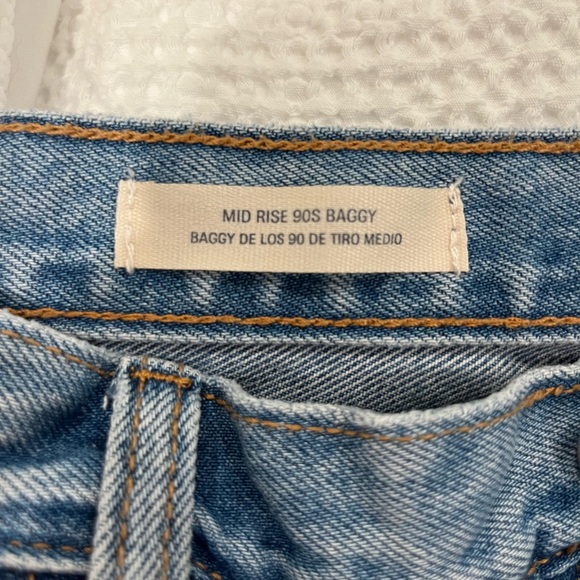 MID RISE 90S BAGGY
BAGGY DE LOS 90 DE TIRO MEDIO